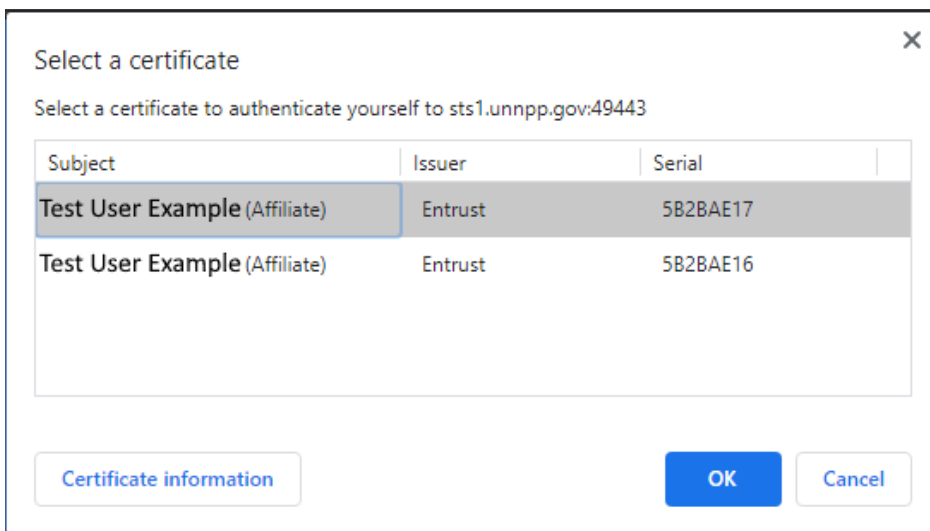 Select a certificate
Select a certificate to authenticate yourself to sts1.unnpp.gov:49443
Subject Issuer Serial
Test User Example (Affiliate) Entrust 5B2BAE17
Test User Example (Affiliate) Entrust 5B2BAE16
Certificate information OK Cancel